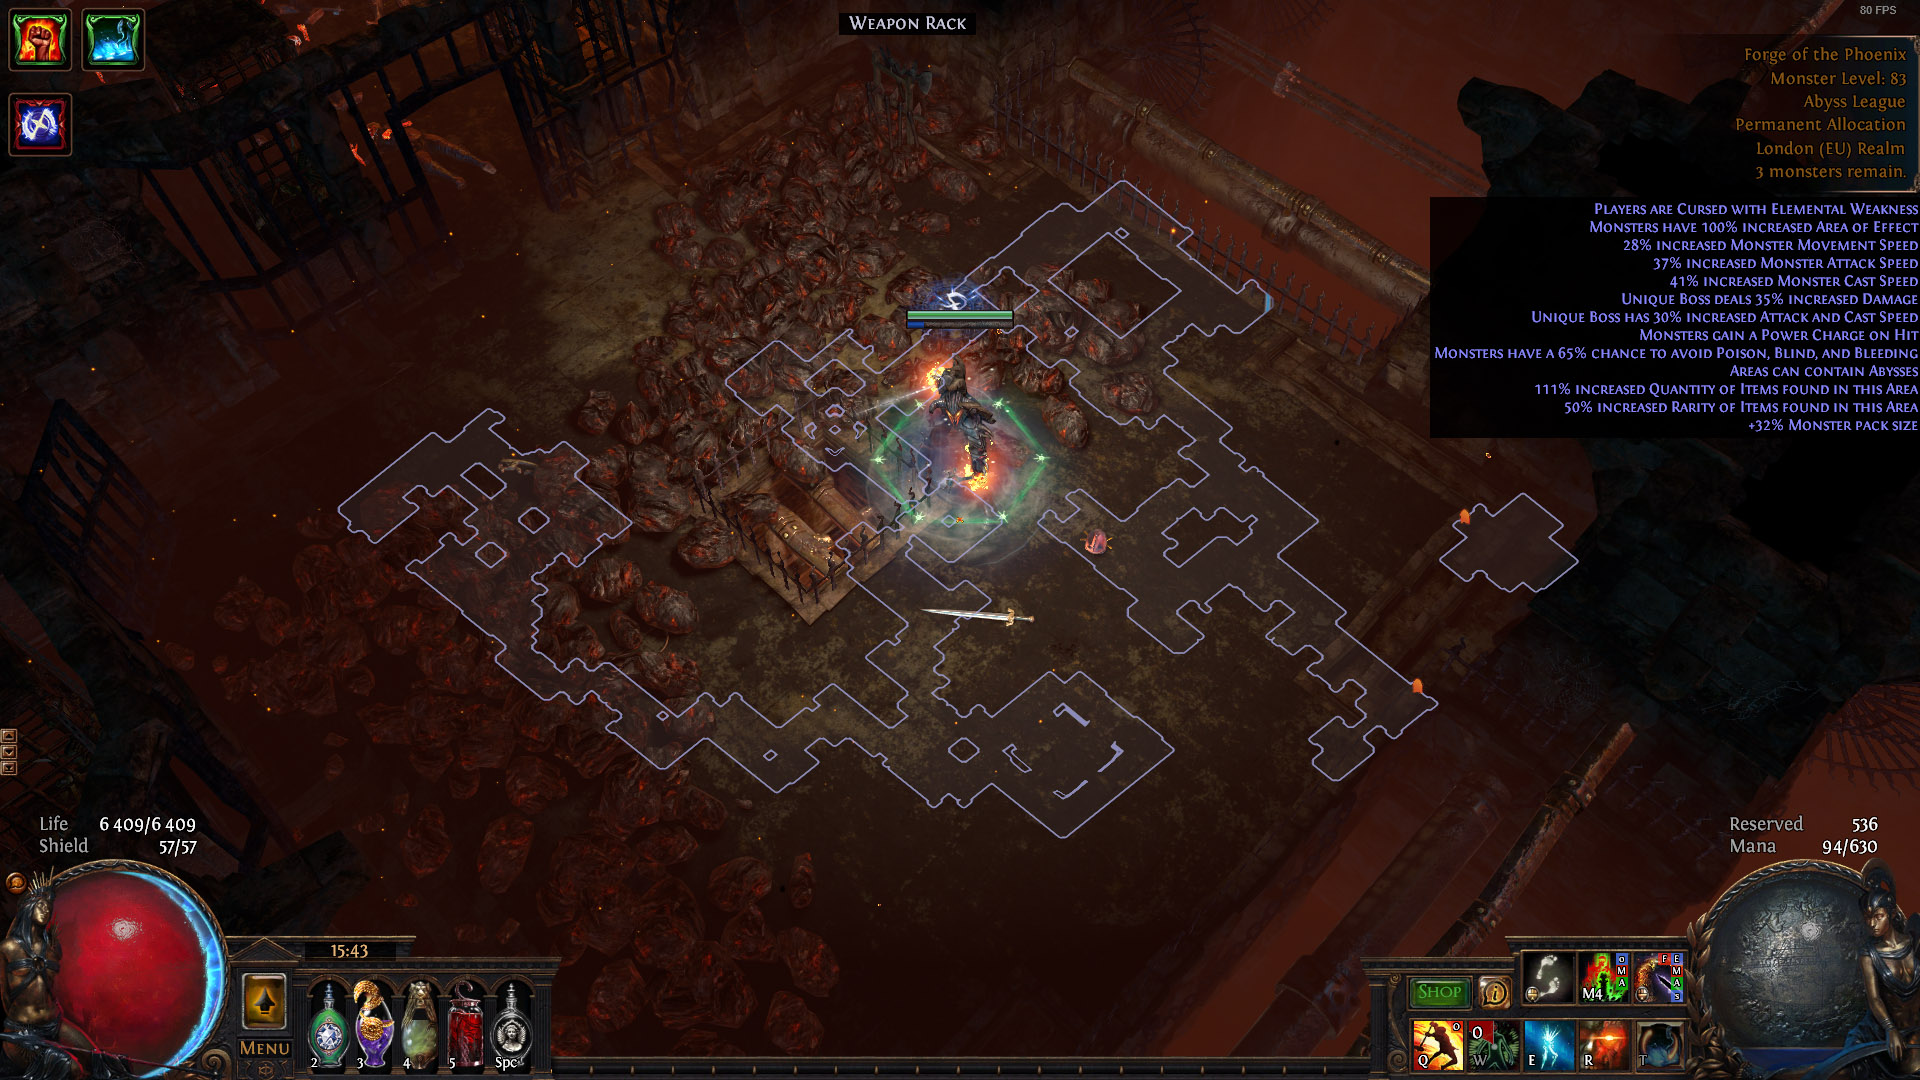 WEAPON RACK
80 FPS
Forge of the Phoenix
Monster Level: 83
Abyss League
Permanent Allocation
London (EU) Realm
3 monsters remain.
PLAYERS ARE CURSED WITH ELEMENTAL WEAKNESS
MONSTERS HAVE 100% INCREASED AREA OF EFFECT
28% INCREASED MONSTER MOVEMENT SPEED
37% INCREASED MONSTER ATTACK SPEED
41% INCREASED MONSTER CAST SPEED
UNIQUE BOSS DEALS 35% INCREASED DAMAGE
UNIQUE BOSS HAS 30% INCREASED ATTACK AND CAST SPEED
MONSTERS GAIN A POWER CHARGE ON HIT
MONSTERS HAVE A 65% CHANCE TO AVOID POISON, BLIND, AND BLEEDING
AREAS CAN CONTAIN ABYSSES
111% INCREASED QUANTITY OF ITEMS FOUND IN THIS AREA
50% INCREASED RARITY OF ITEMS FOUND IN THIS AREA
+32% MONSTER PACK SIZE
Life 6 409/6 409
Shield 57/57
Reserved 536
Mana 94/630
15:43
MENU
2 3 4 5 Spc
SHOP
M4 O M A
F E M A S
Q O
O W
E
R
T